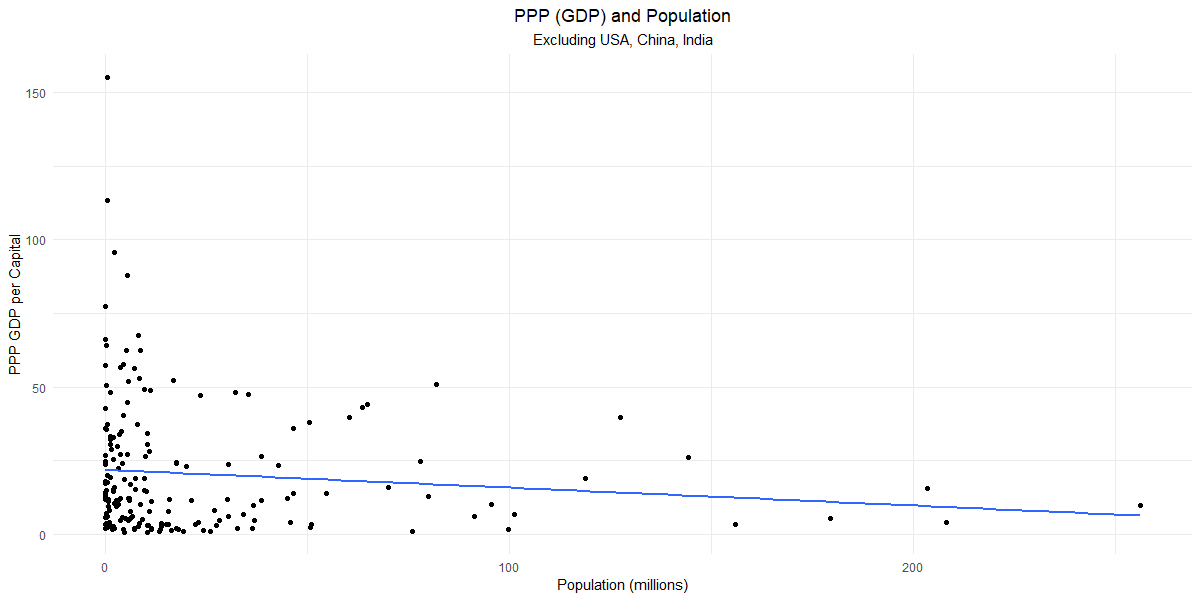 PPP (GDP) and Population
Excluding USA, China, India
PPP GDP per Capital
150
100
50
0
0
100
200
Population (millions)